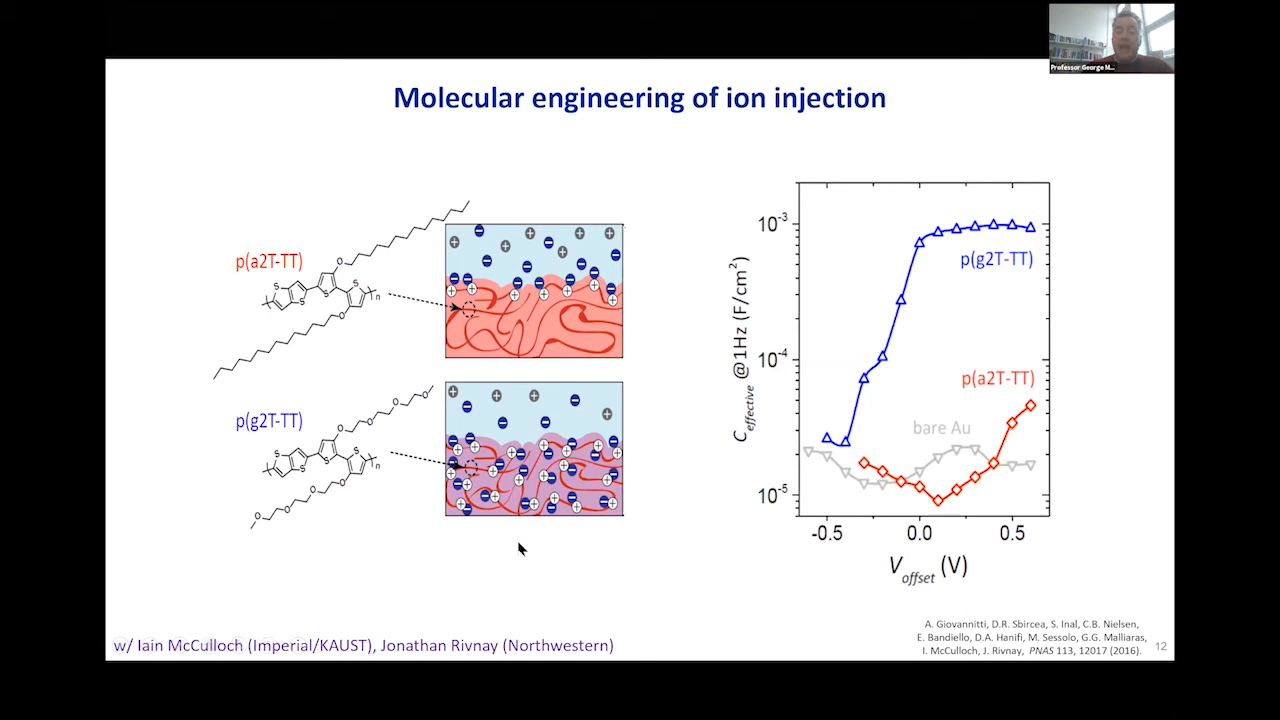 Professor George M...
Molecular engineering of ion injection
p(a2T-TT)
p(g2T-TT)
C effective @1Hz (F/cm²)
10⁻³
10⁻⁴
10⁻⁵
p(g2T-TT)
p(a2T-TT)
bare Au
-0.5
0.0
0.5
V offset (V)
w/ Iain McCulloch (Imperial/KAUST), Jonathan Rivnay (Northwestern)
A. Giovannitti, D.R. Sbircea, S. Inal, C.B. Nielsen,
E. Bandiello, D.A. Hanifi, M. Sessolo, G.G. Malliaras,
I. McCulloch, J. Rivnay, PNAS 113, 12017 (2016).
12